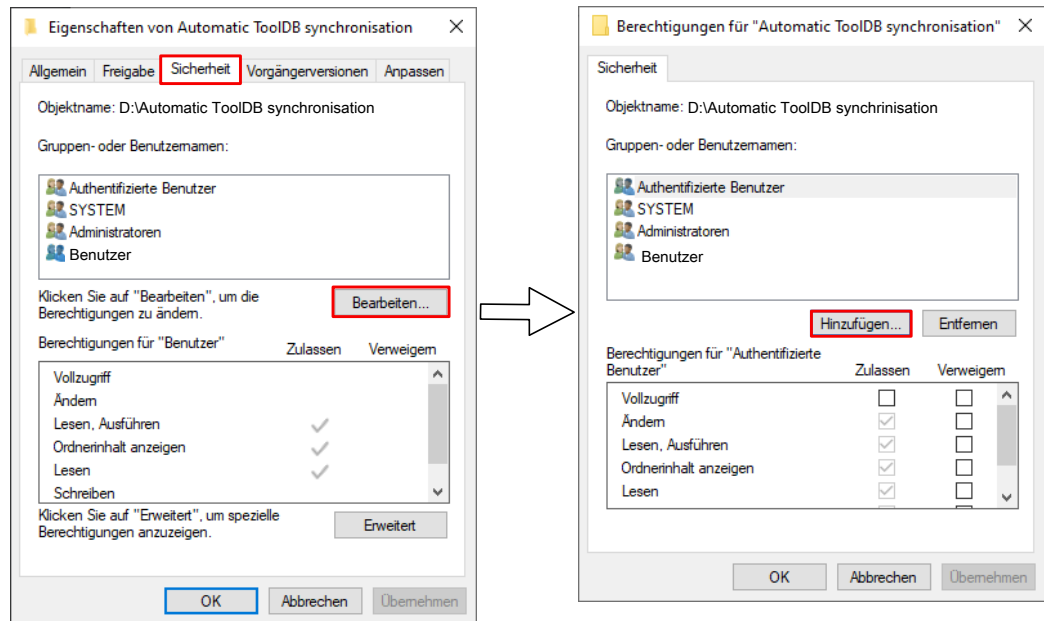 Eigenschaften von Automatic ToolDB synchronisation
Allgemein Freigabe Sicherheit Vorgängerversionen Anpassen
Objektname: D:\Automatic ToolDB synchronisation
Gruppen- oder Benutzernamen:
Authentifizierte Benutzer
SYSTEM
Administratoren
Benutzer
Klicken Sie auf "Bearbeiten", um die
Berechtigungen zu ändern.
Bearbeiten...
Berechtigungen für "Benutzer"
Zulassen Verweigern
Vollzugriff
Ändern
Lesen, Ausführen
Ordnerinhalt anzeigen
Lesen
Schreiben
Klicken Sie auf "Erweitert", um spezielle
Berechtigungen anzuzeigen.
Erweitert
OK Abbrechen Übernehmen
Berechtigungen für "Automatic ToolDB synchronisation"
Sicherheit
Objektname: D:\Automatic ToolDB synchrinisation
Gruppen- oder Benutzernamen:
Authentifizierte Benutzer
SYSTEM
Administratoren
Benutzer
Hinzufügen... Entfernen
Berechtigungen für "Authentifizierte
Benutzer"
Zulassen Verweigern
Vollzugriff
Ändern
Lesen, Ausführen
Ordnerinhalt anzeigen
Lesen
OK Abbrechen Übernehmen